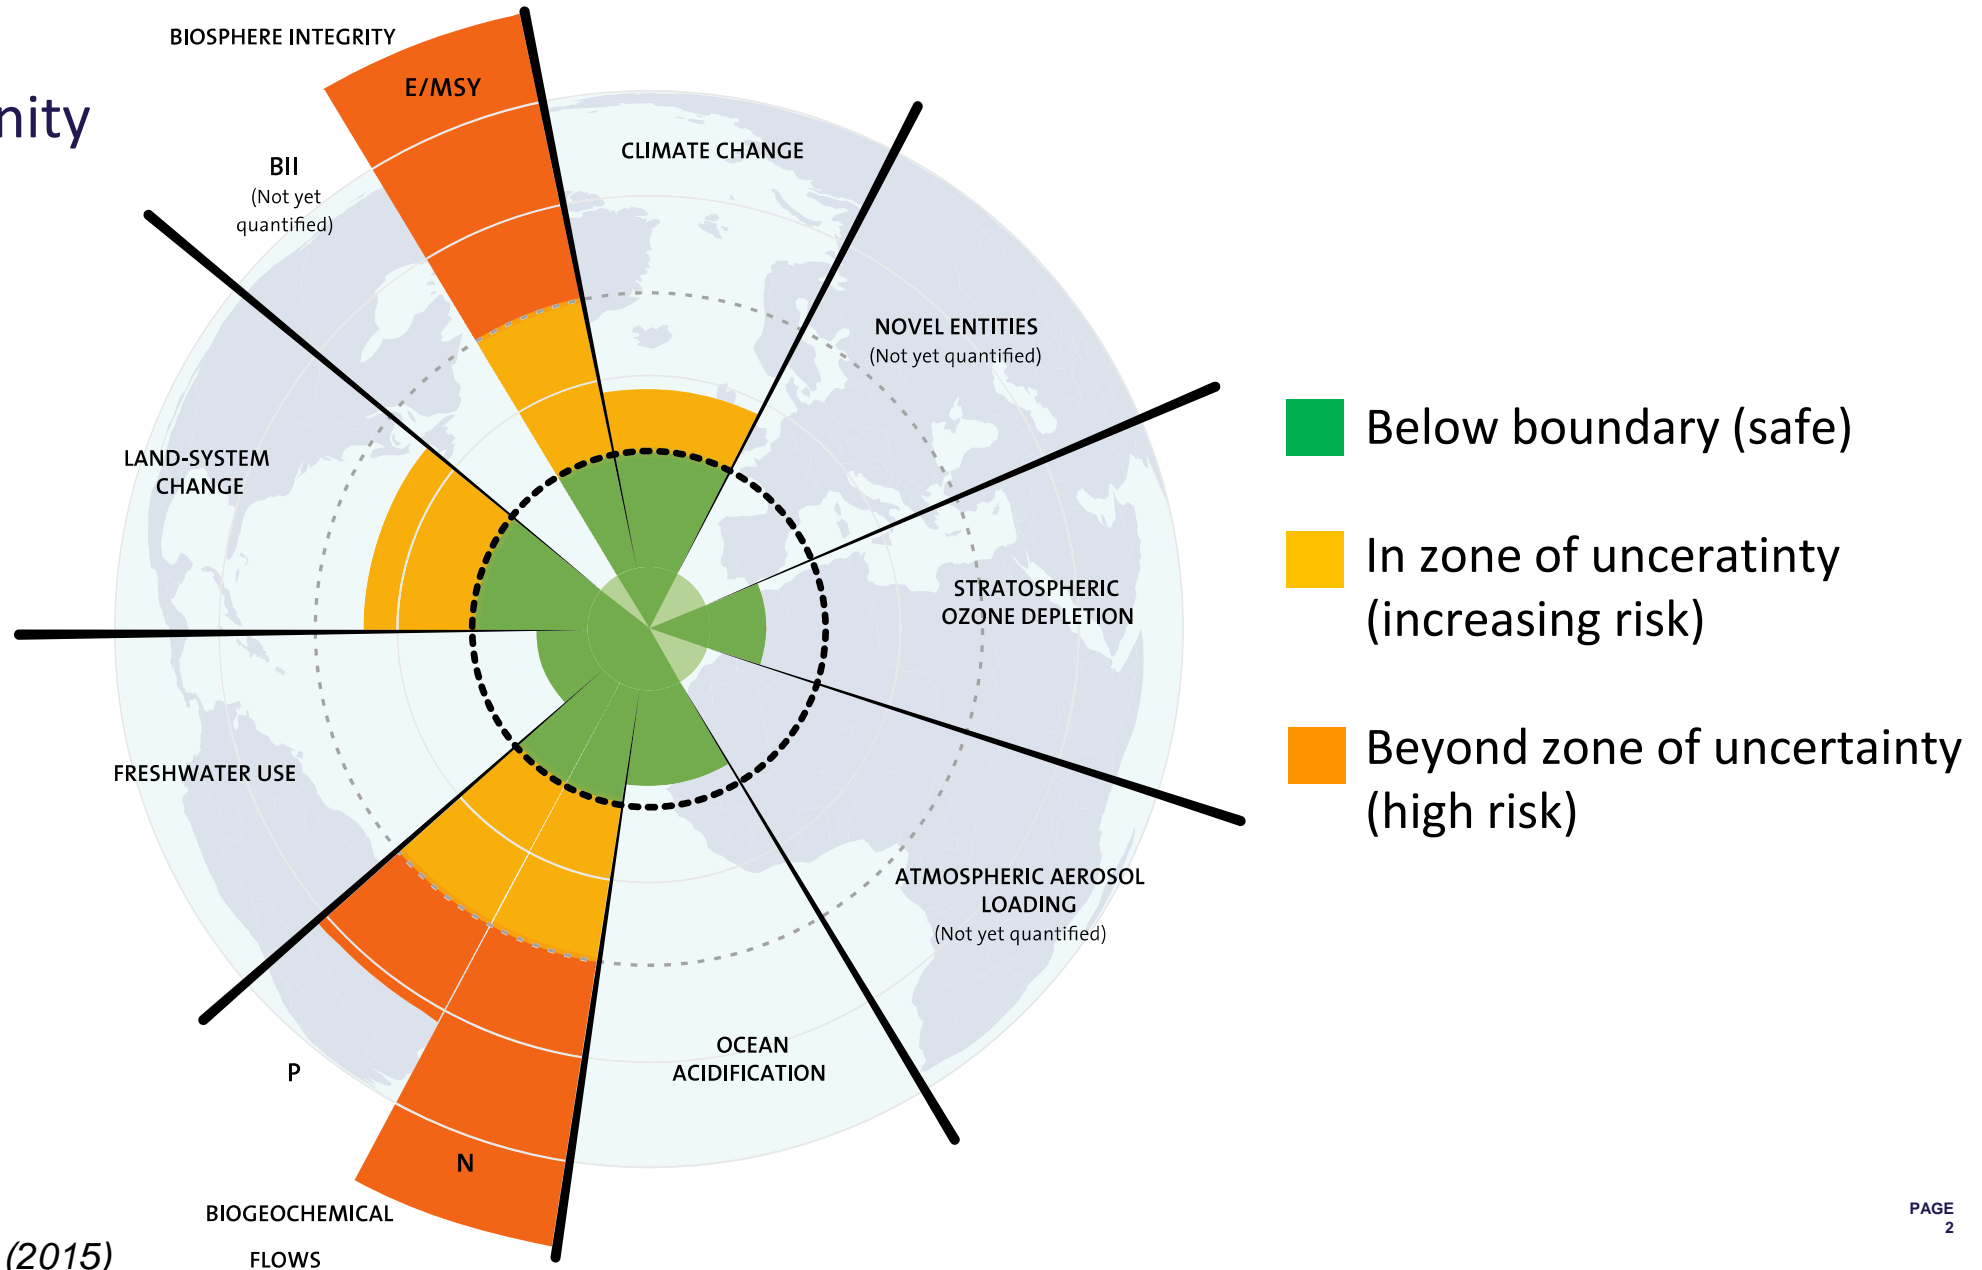 nity
BIOSPHERE INTEGRITY
E/MSY
BII
(Not yet
quantified)
CLIMATE CHANGE
NOVEL ENTITIES
(Not yet quantified)
LAND-SYSTEM
CHANGE
STRATOSPHERIC
OZONE DEPLETION
FRESHWATER USE
ATMOSPHERIC AEROSOL
LOADING
(Not yet quantified)
OCEAN
ACIDIFICATION
P
N
BIOGEOCHEMICAL
FLOWS
Below boundary (safe)
In zone of unceratinty
(increasing risk)
Beyond zone of uncertainty
(high risk)
(2015)
PAGE
2